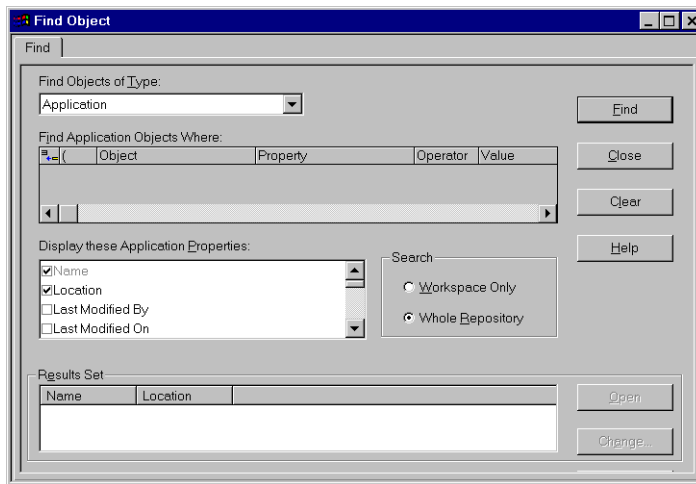 Find Object
Find
Find Objects of Type:
Application
Find
Find Application Objects Where:
( Object Property Operator Value
Close
Clear
Display these Application Properties:
Help
Name
Location
Last Modified By
Last Modified On
Search
Workspace Only
Whole Repository
Results Set
Name Location
Open
Change...